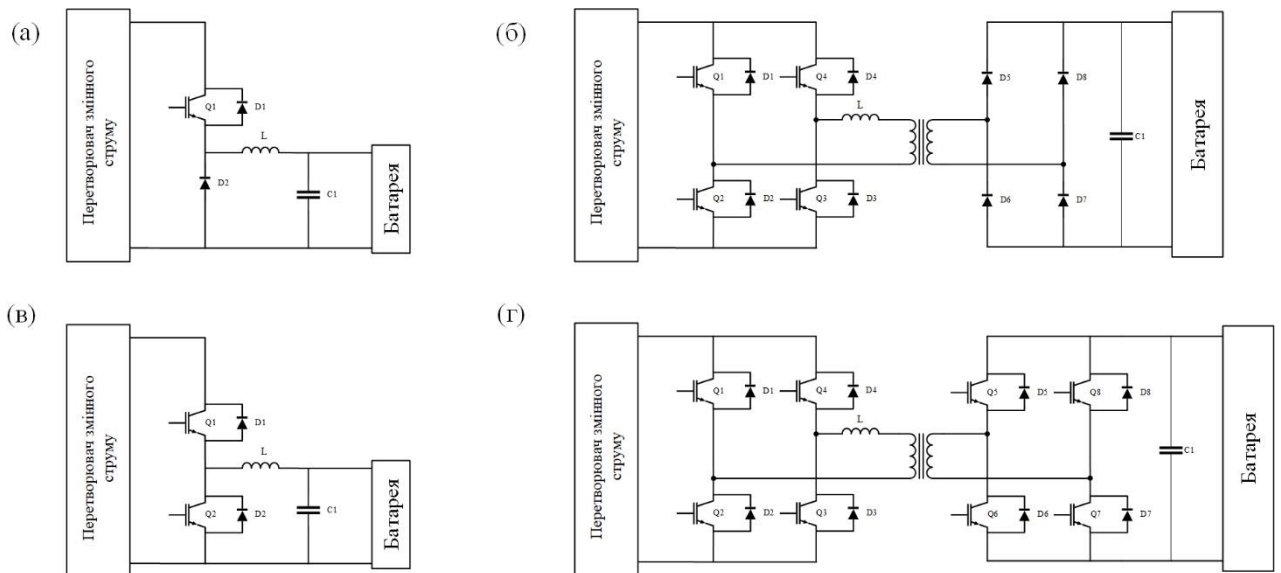 (а)
Перетворювач змінного
струму
Q1
D1
L
D2
C1
Батарея
(б)
Перетворювач змінного
струму
Q1
D1
Q4
D4
L
Q2
D2
Q3
D3
D5
D8
D6
D7
C1
Батарея
(в)
Перетворювач змінного
струму
Q1
D1
L
Q2
D2
C1
Батарея
(г)
Перетворювач змінного
струму
Q1
D1
Q4
D4
L
Q2
D2
Q3
D3
Q5
D5
Q8
D8
Q6
D6
Q7
D7
C1
Батарея